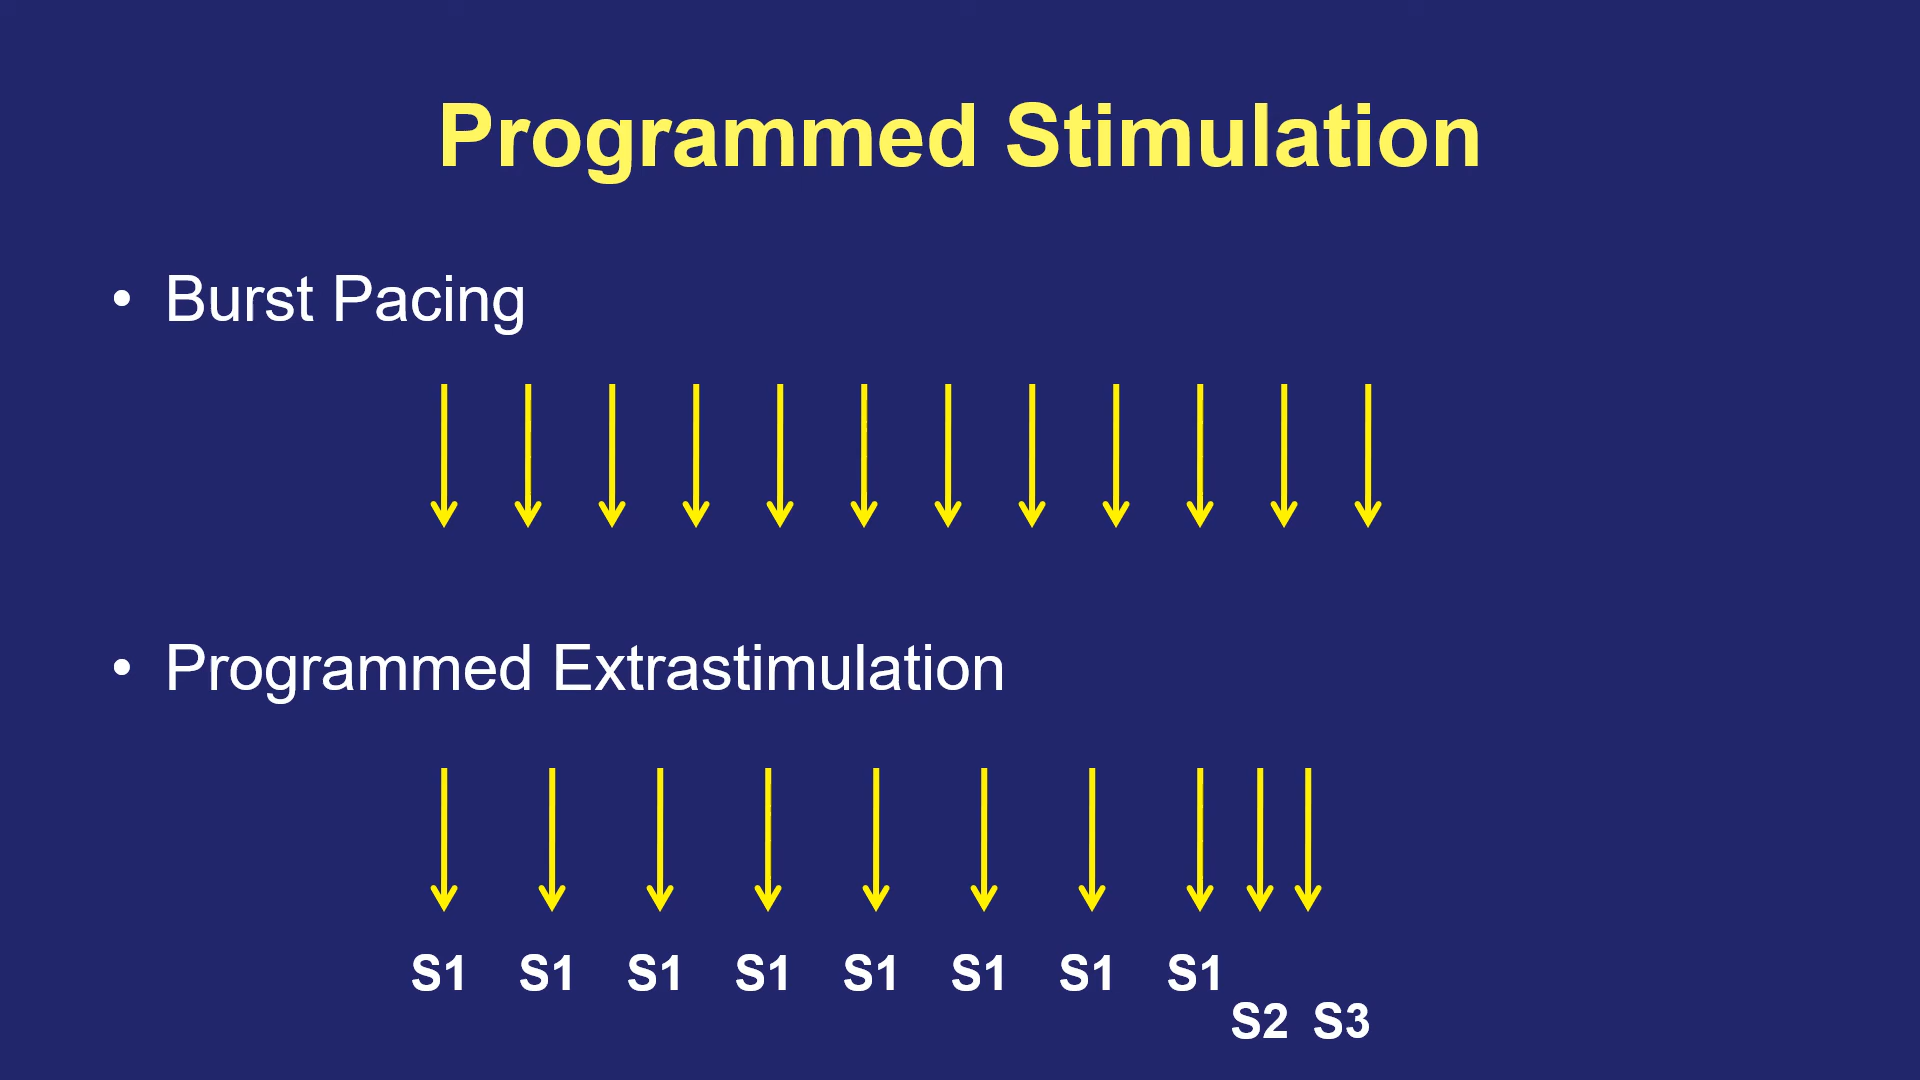 Programmed Stimulation
• Burst Pacing
• Programmed Extrastimulation
S1 S1 S1 S1 S1 S1 S1 S1
S2 S3